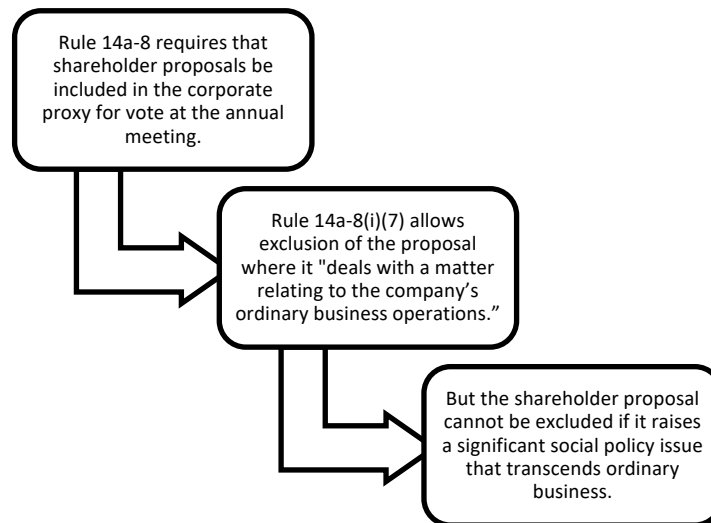 Rule 14a-8 requires that
shareholder proposals be
included in the corporate
proxy for vote at the annual
meeting.
Rule 14a-8(i)(7) allows
exclusion of the proposal
where it "deals with a matter
relating to the company’s
ordinary business operations.”
But the shareholder proposal
cannot be excluded if it raises
a significant social policy issue
that transcends ordinary
business.